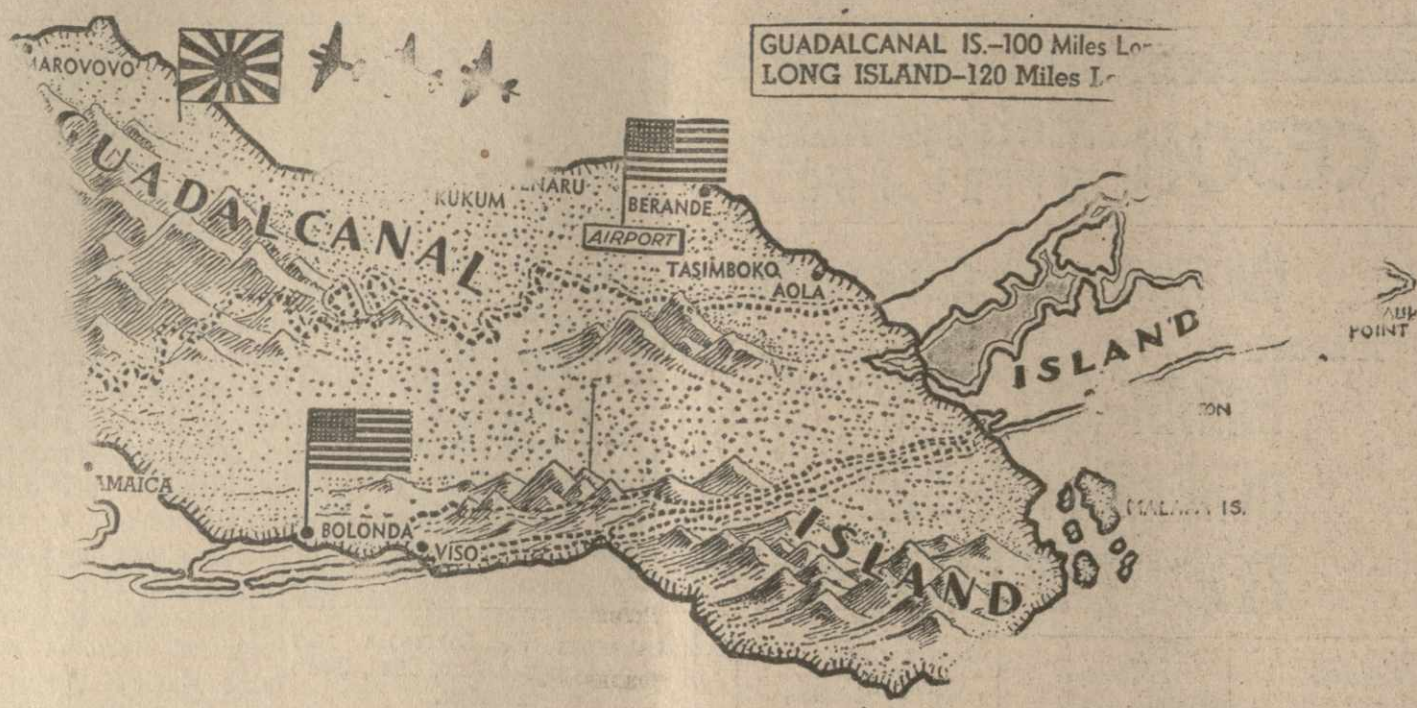 GUADALCANAL IS.–100 Miles
LONG ISLAND–120 Miles
MAROVOVO
GUADALCANAL
KUKUM
BERANDE
AIRPORT
TASIMBOKO
AOLA
ISLAND
POINT
BOLONDA
VISO
ISLAND
IS.